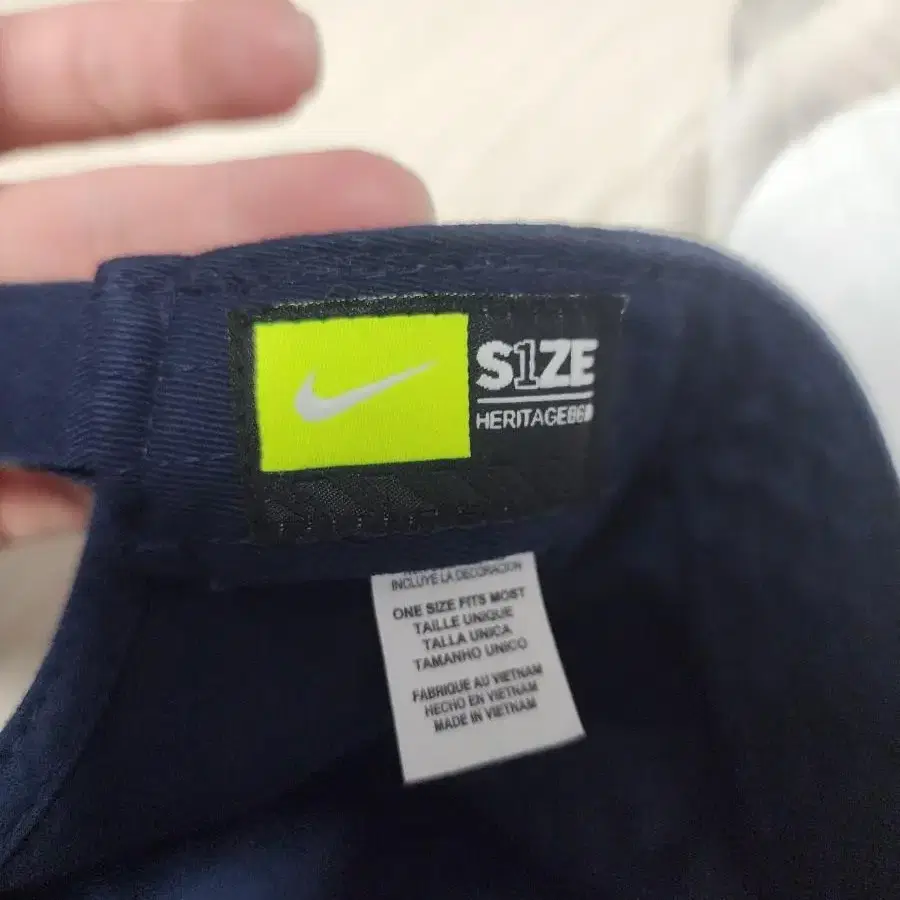 S1ZE
HERITAGE86
INCLUYE LA DECORACION
ONE SIZE FITS MOST
TAILLE UNIQUE
TALLA UNICA
TAMANHO UNICO
FABRIQUE AU VIETNAM
HECHO EN VIETNAM
MADE IN VIETNAM